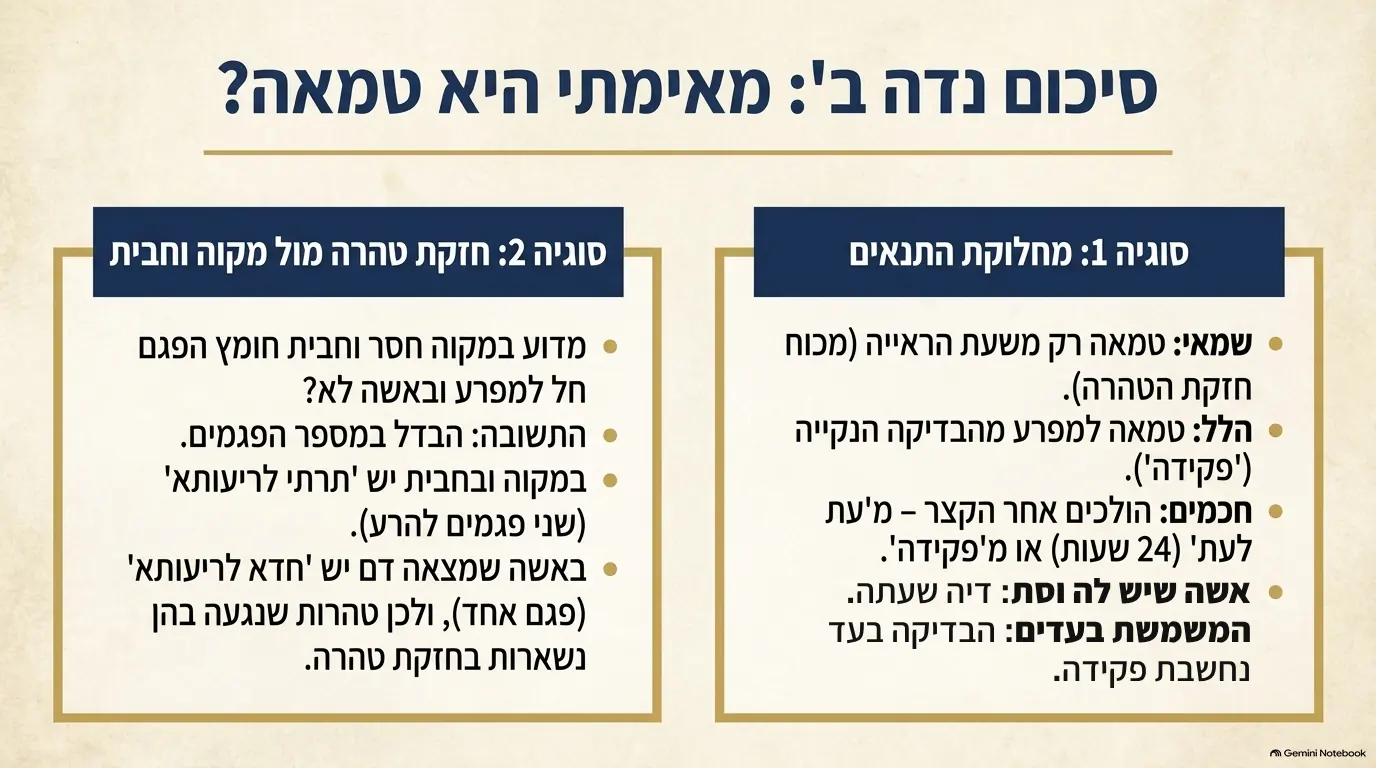 סיכום נדה ב': מאימתי היא טמאה?
סוגיה 1: מחלוקת התנאים
שמאי: טמאה רק משעת הראייה (מכוח
חזקת הטהרה).
הלל: טמאה למפרע מהבדיקה הנקייה
('פקידה').
חכמים: הולכים אחר הקצר – מ'עת
לעת' (24 שעות) או מ'פקידה'.
אשה שיש לה וסת: דיה שעתה.
המשמשת בעדים: הבדיקה בעד
נחשבת פקידה.
סוגיה 2: חזקת טהרה מול מקוה וחבית
מדוע במקוה חסר וחבית חומץ הפגם
חל למפרע ובאשה לא?
התשובה: הבדל במספר הפגמים.
במקוה ובחבית יש 'תרתי לריעותא'
(שני פגמים להרע).
באשה שמצאה דם יש 'חדא לריעותא'
(פגם אחד), ולכן טהרות שנגעה בהן
נשארות בחזקת טהרה.
Gemini Notebook